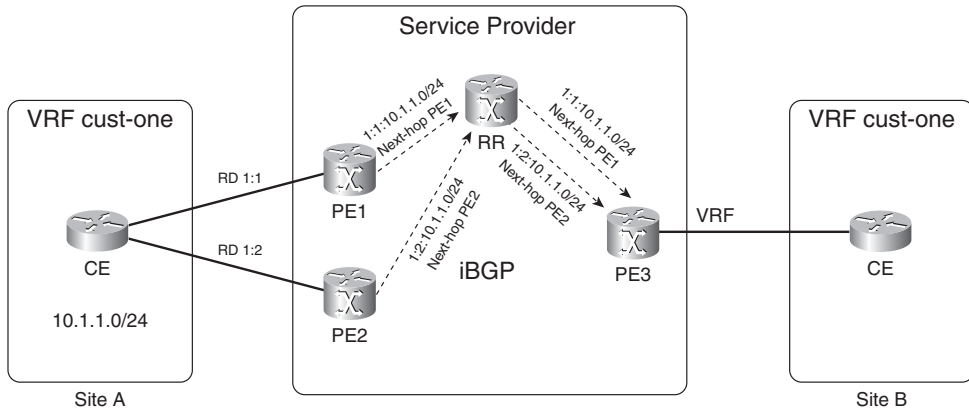 Service Provider
VRF cust-one
RD 1:1
RD 1:2
CE
10.1.1.0/24
Site A
PE1
PE2
1:1:10.1.1.0/24
Next-hop PE1
1:2:10.1.1.0/24
Next-hop PE2
RR
iBGP
1:1:10.1.1.0/24
Next-hop PE1
1:2:10.1.1.0/24
Next-hop PE2
PE3
VRF
VRF cust-one
CE
Site B